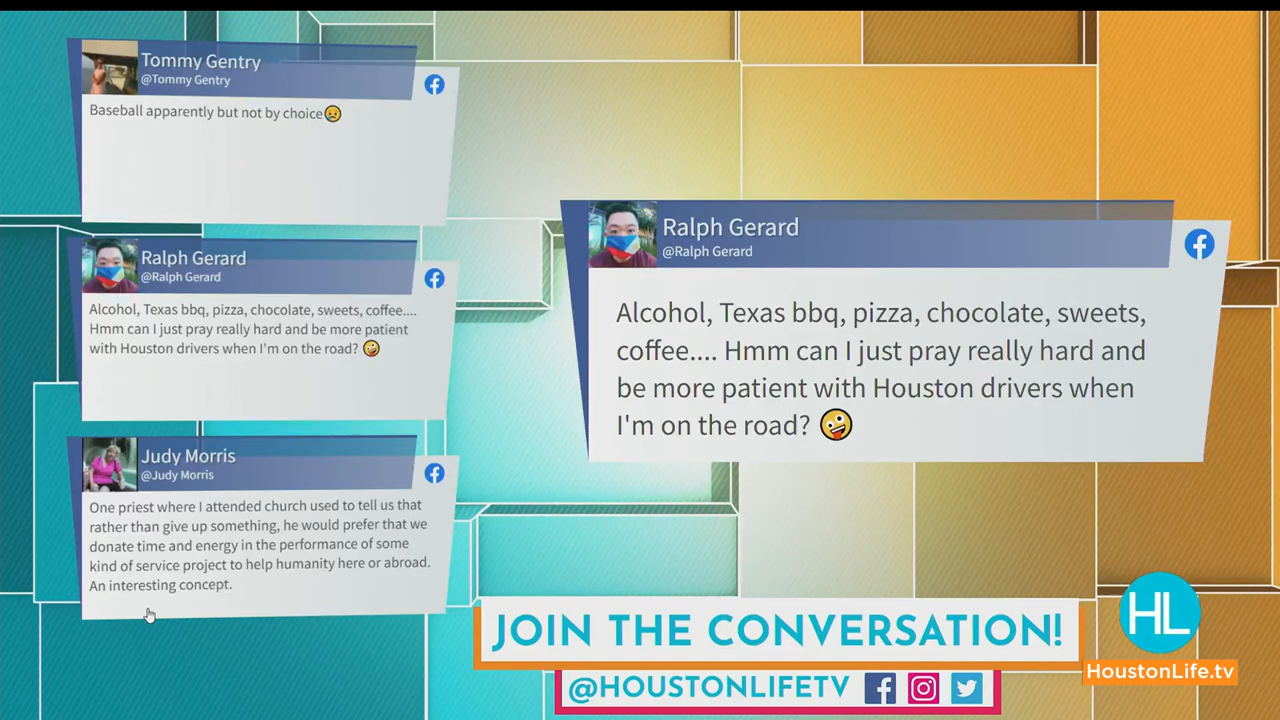 Tommy Gentry
@Tommy Gentry
Baseball apparently but not by choice😥
Ralph Gerard
@Ralph Gerard
Alcohol, Texas bbq, pizza, chocolate, sweets, coffee....
Hmm can I just pray really hard and be more patient
with Houston drivers when I'm on the road? 🤪
Judy Morris
@Judy Morris
One priest where I attended church used to tell us that
rather than give up something, he would prefer that we
donate time and energy in the performance of some
kind of service project to help humanity here or abroad.
An interesting concept.
Ralph Gerard
@Ralph Gerard
Alcohol, Texas bbq, pizza, chocolate, sweets,
coffee.... Hmm can I just pray really hard and
be more patient with Houston drivers when
I'm on the road? 🤪
JOIN THE CONVERSATION!
@HOUSTONLIFETV
HL
HoustonLife.tv